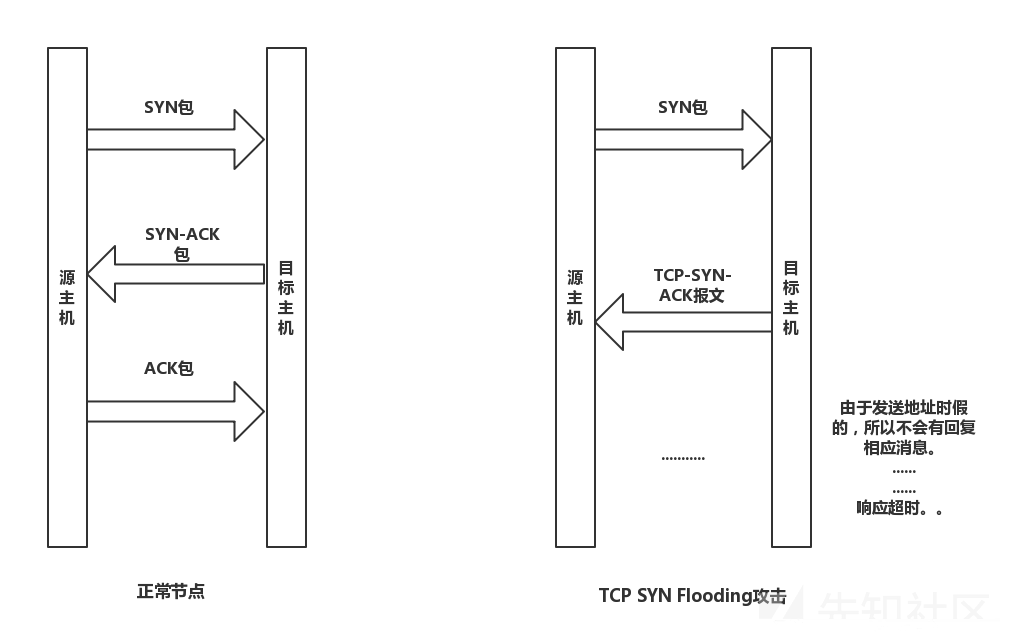 SYN包
SYN-ACK
包
源主机
目标主机
ACK包
正常节点
SYN包
TCP-SYN-
ACK报文
源主机
目标主机
...........
由于发送地址时假
的，所以不会有回复
相应消息。
......
......
响应超时。。
TCP SYN Flooding攻击
先知社区